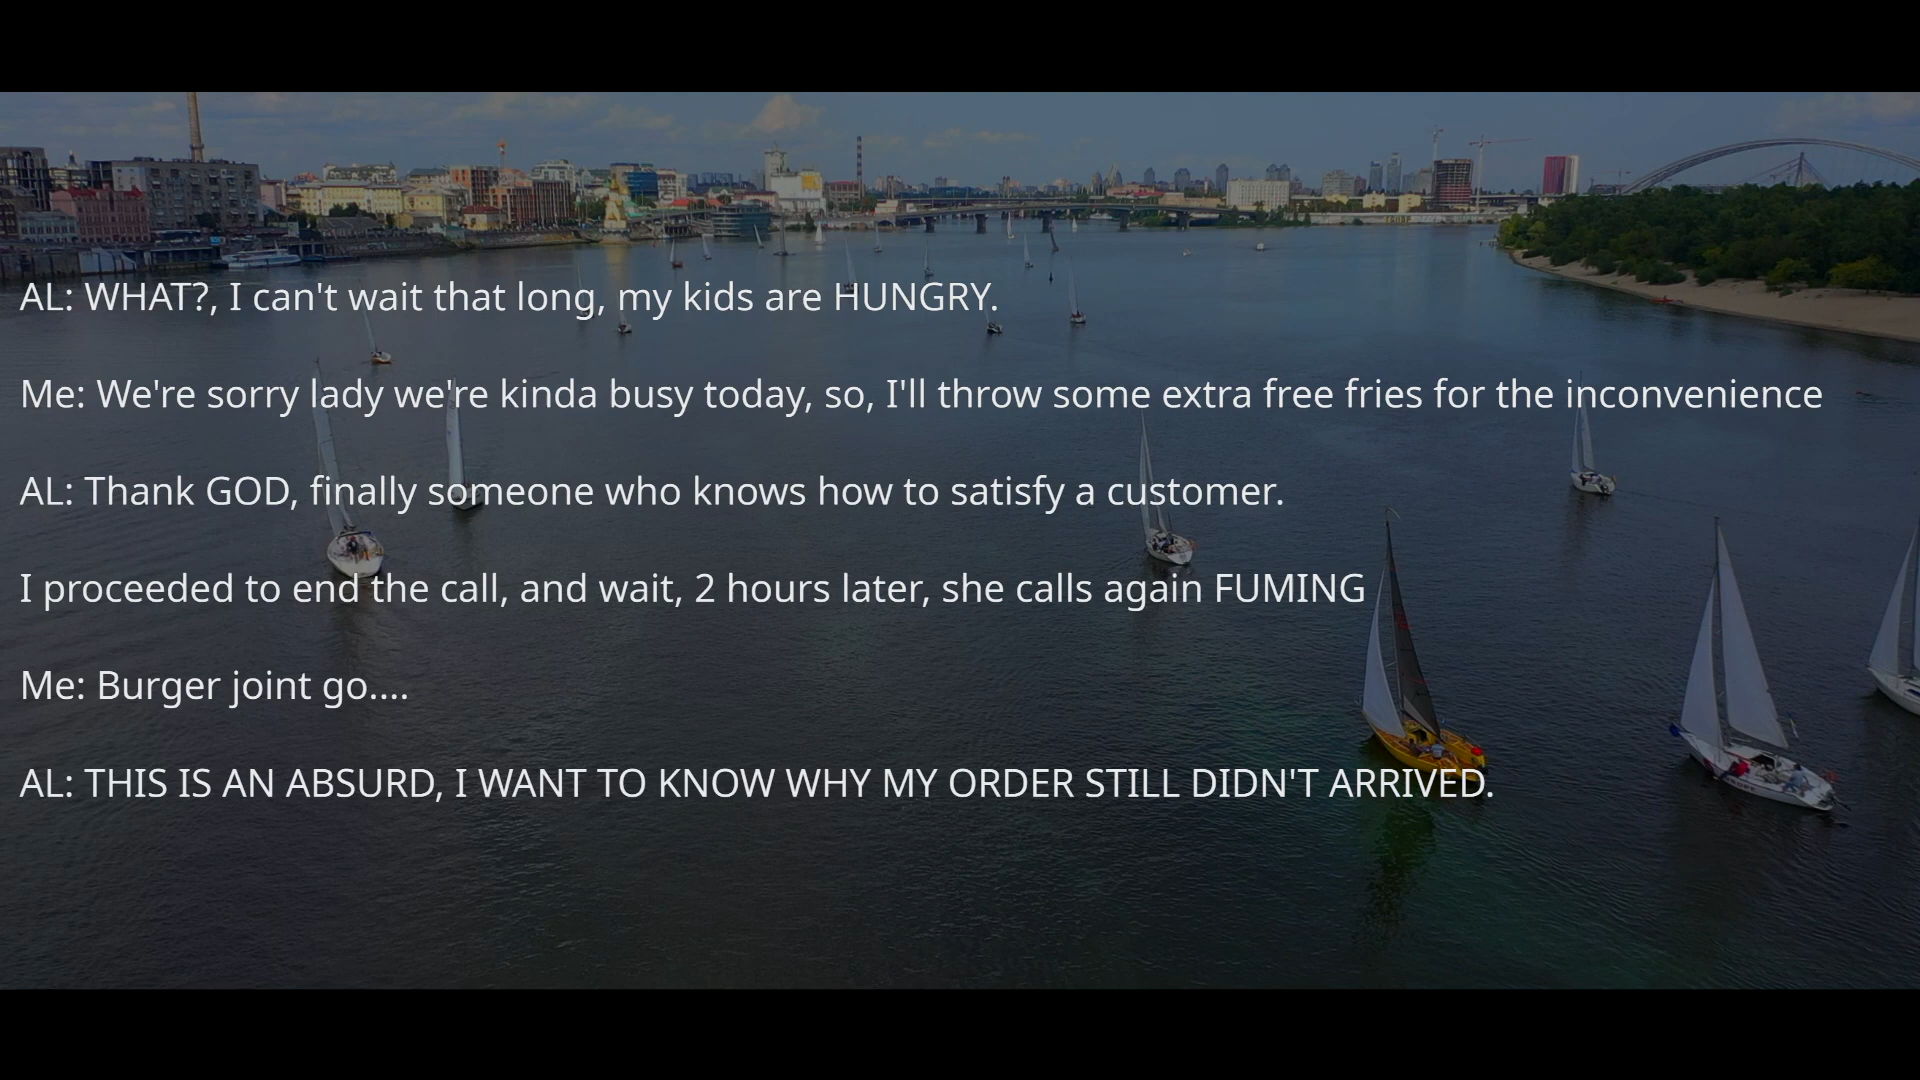 AL: WHAT?, I can't wait that long, my kids are HUNGRY.
Me: We're sorry lady we're kinda busy today, so, I'll throw some extra free fries for the inconvenience
AL: Thank GOD, finally someone who knows how to satisfy a customer.
I proceeded to end the call, and wait, 2 hours later, she calls again FUMING
Me: Burger joint go....
AL: THIS IS AN ABSURD, I WANT TO KNOW WHY MY ORDER STILL DIDN'T ARRIVED.